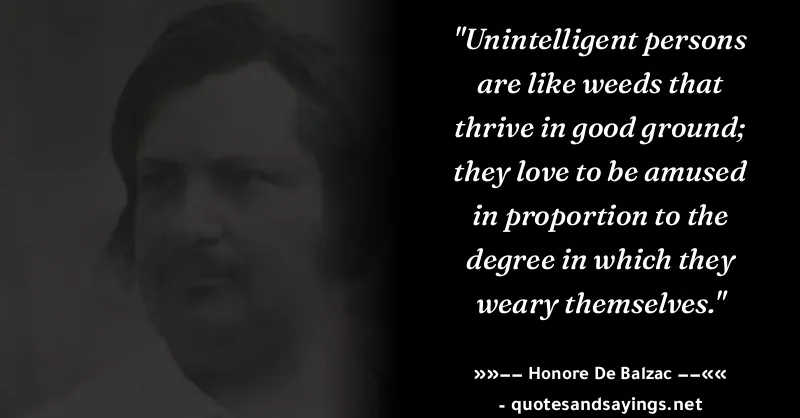 "Unintelligent persons
are like weeds that
thrive in good ground;
they love to be amused
in proportion to the
degree in which they
weary themselves."
»»–– Honore De Balzac ––««
- quotesandsayings.net